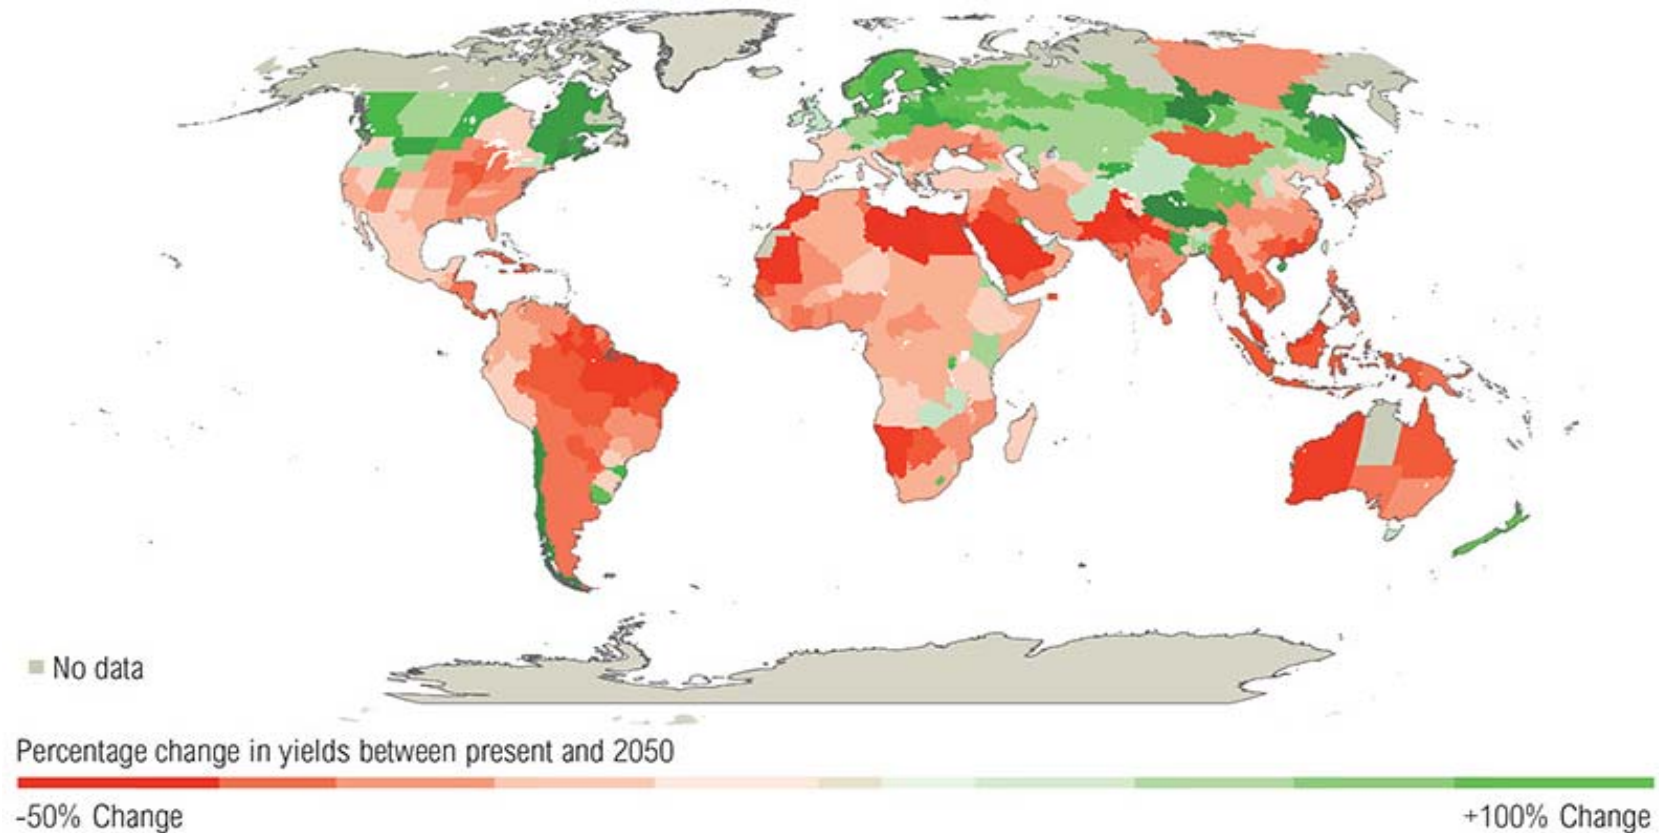 No data
Percentage change in yields between present and 2050
-50% Change
+100% Change